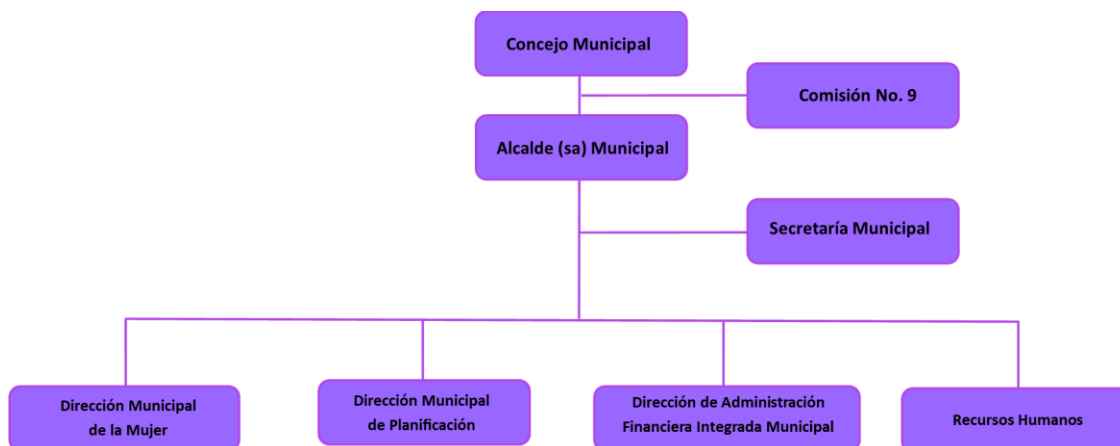 Concejo Municipal
Comisión No. 9
Alcalde (sa) Municipal
Secretaría Municipal
Dirección Municipal
de la Mujer
Dirección Municipal
de Planificación
Dirección de Administración
Financiera Integrada Municipal
Recursos Humanos